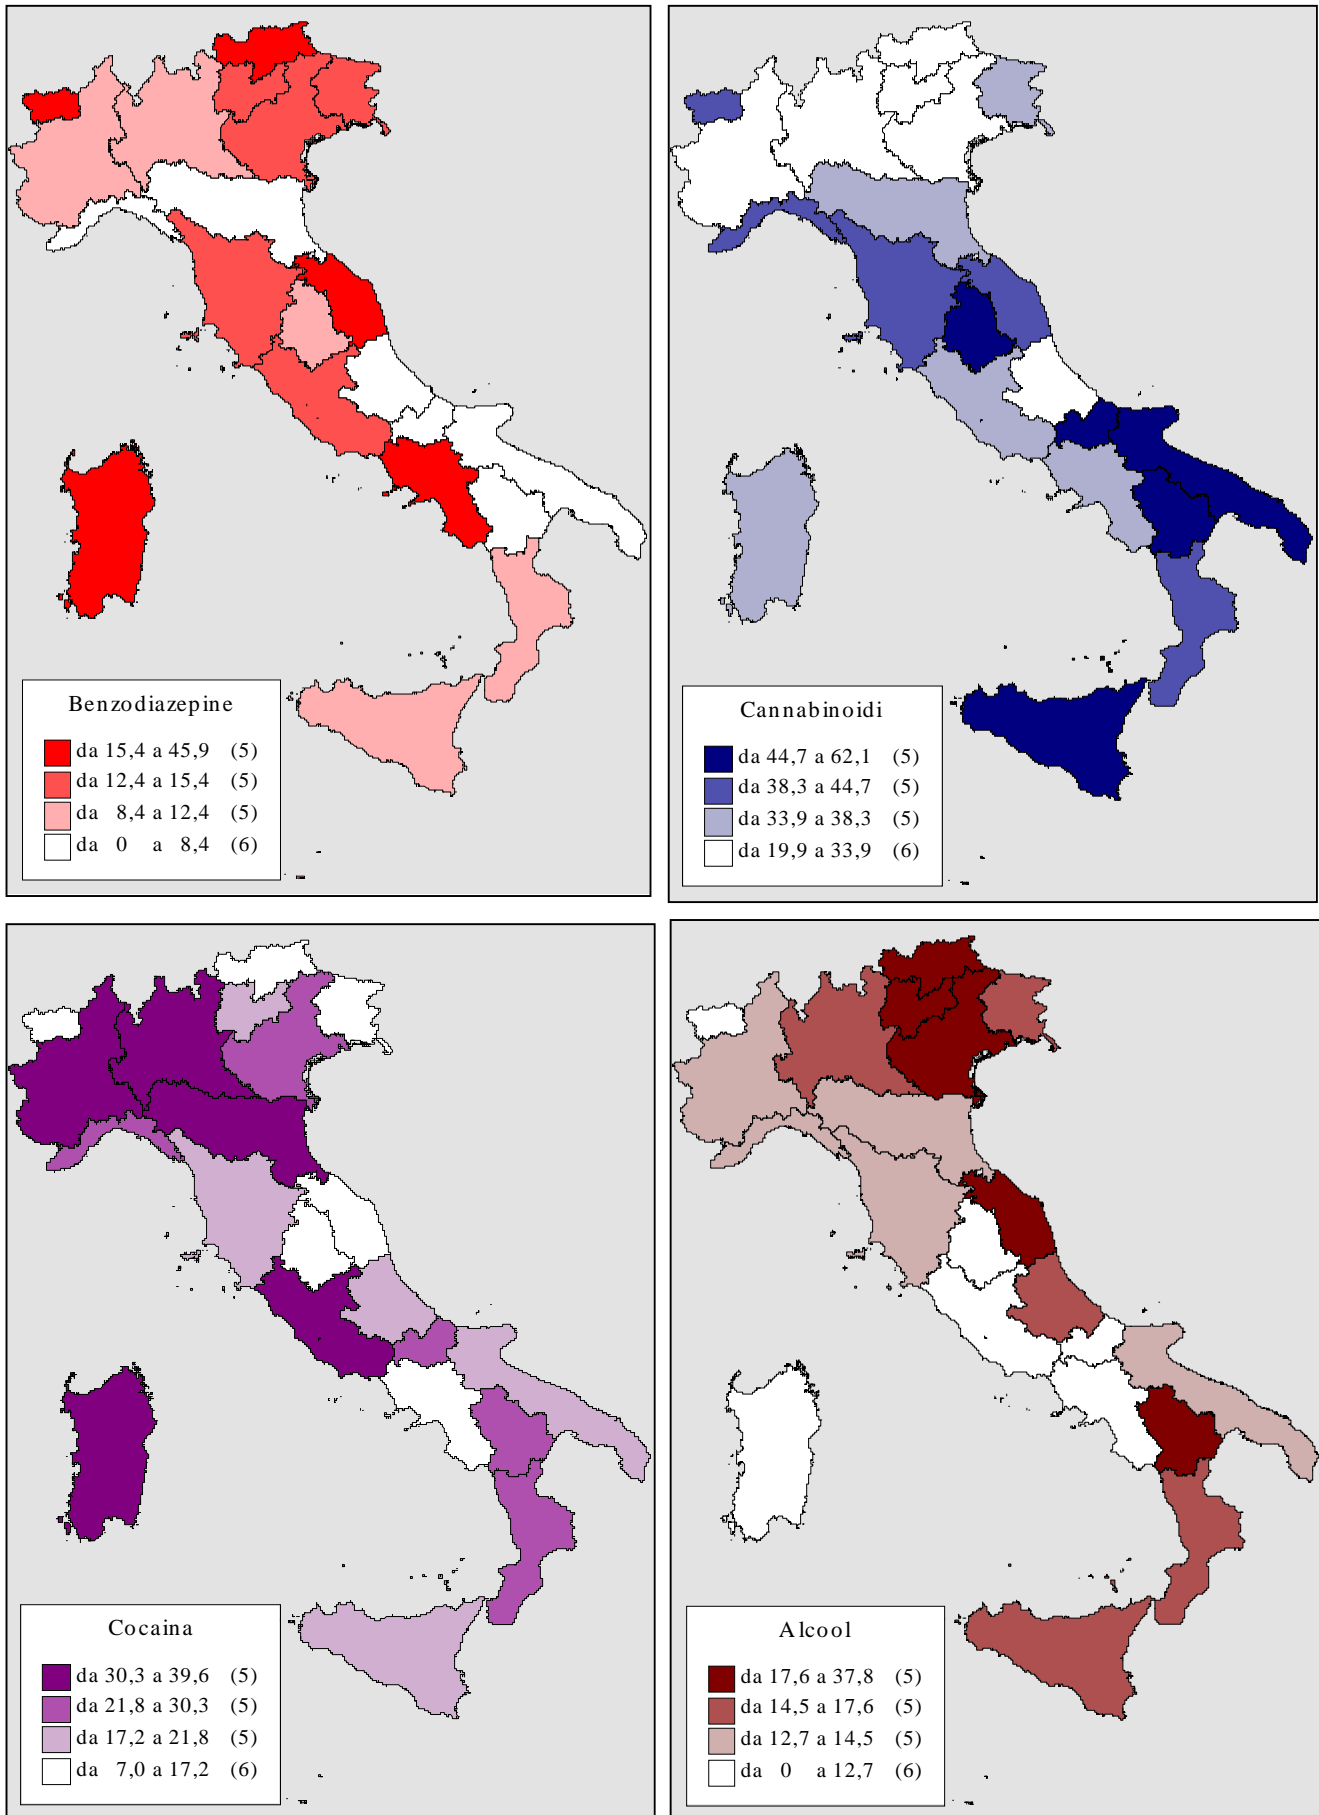 Benzodiazepine
da 15,4 a 45,9 (5)
da 12,4 a 15,4 (5)
da 8,4 a 12,4 (5)
da 0 a 8,4 (6)
Cannabinoidi
da 44,7 a 62,1 (5)
da 38,3 a 44,7 (5)
da 33,9 a 38,3 (5)
da 19,9 a 33,9 (6)
Cocaina
da 30,3 a 39,6 (5)
da 21,8 a 30,3 (5)
da 17,2 a 21,8 (5)
da 7,0 a 17,2 (6)
Alcool
da 17,6 a 37,8 (5)
da 14,5 a 17,6 (5)
da 12,7 a 14,5 (5)
da 0 a 12,7 (6)